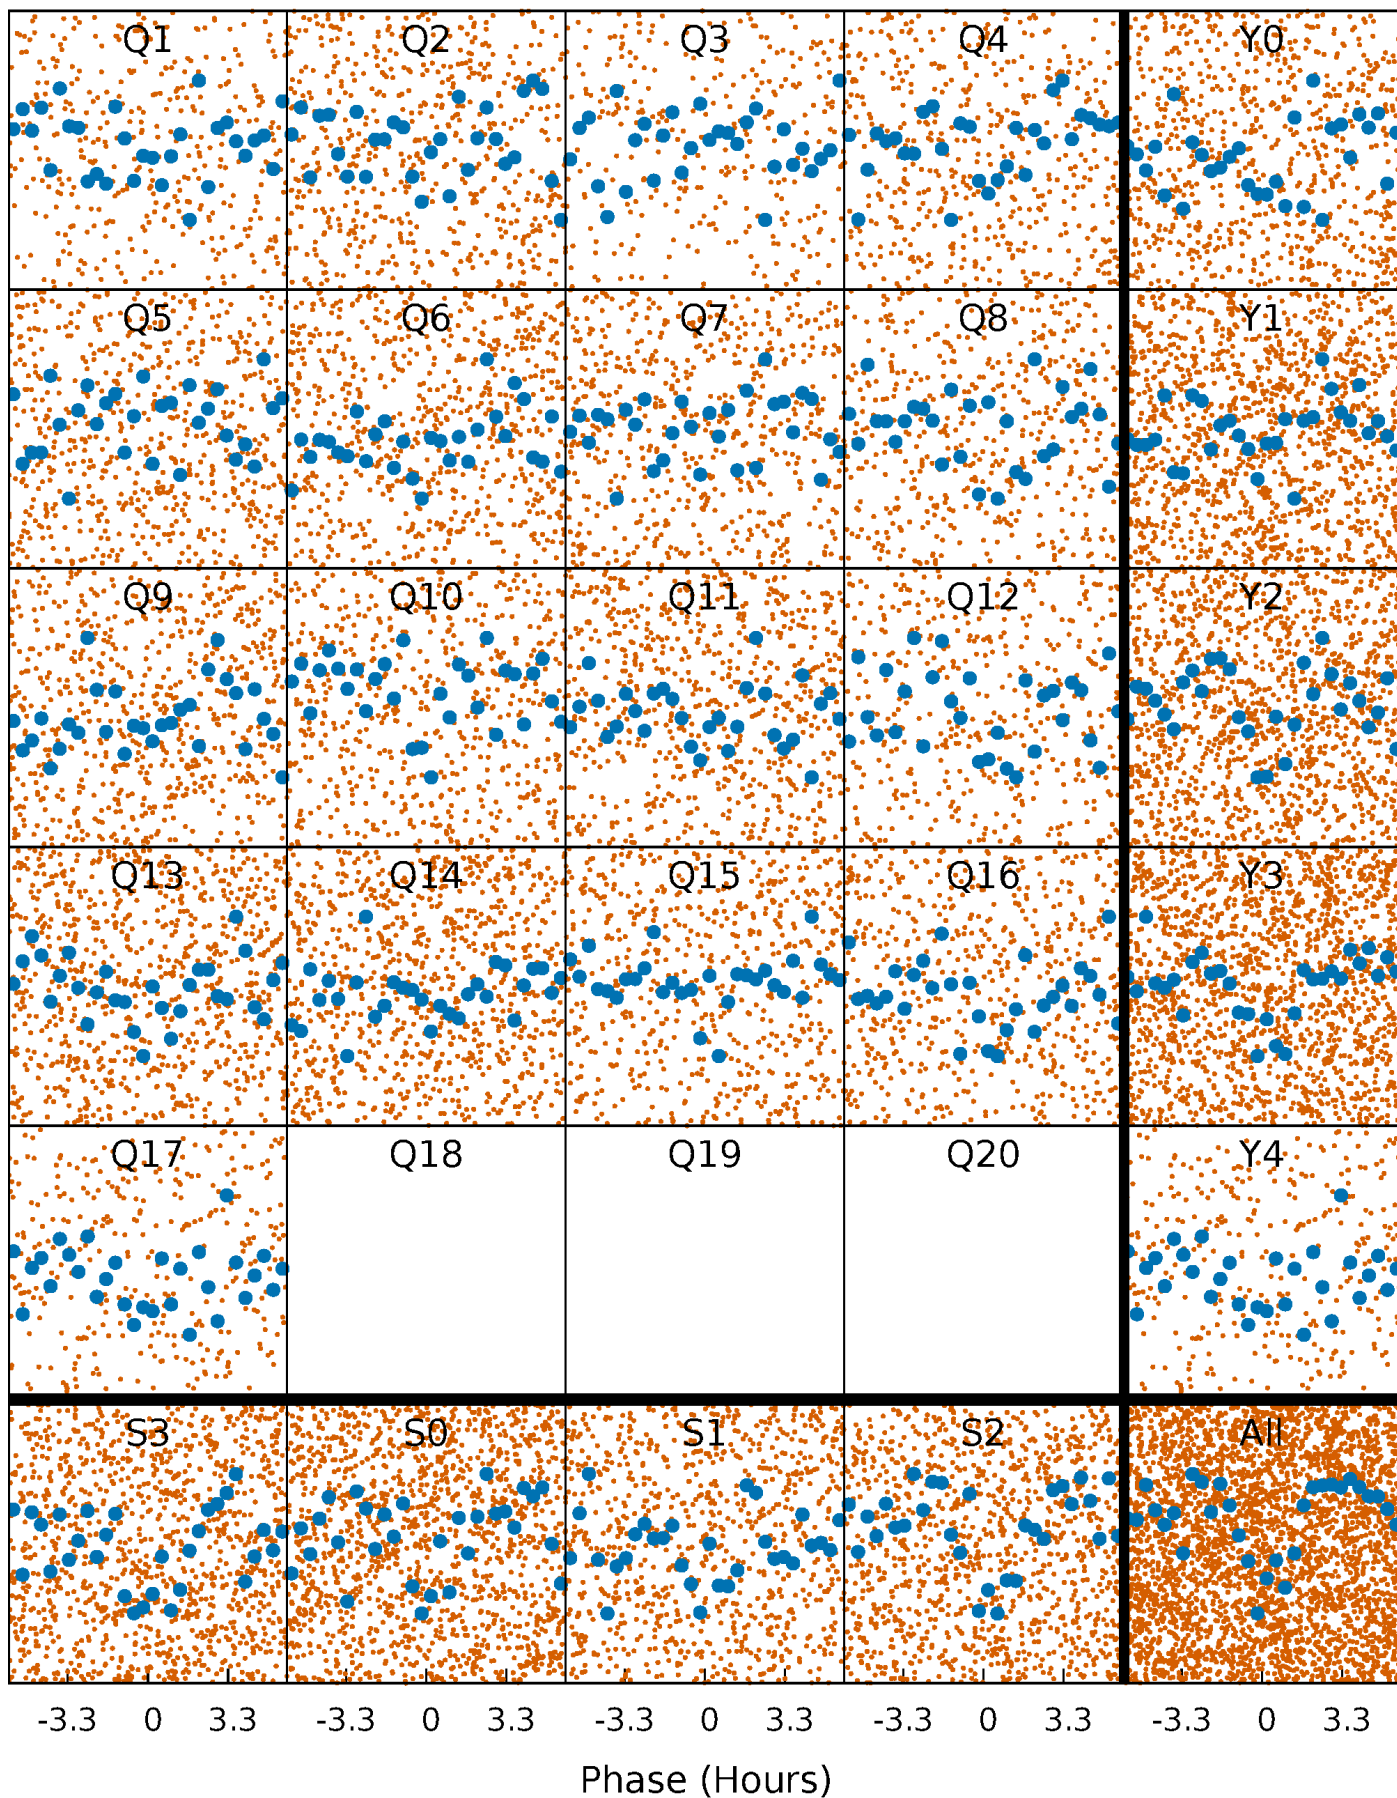 Q1 Q2 Q3 Q4 Y0
Q5 Q6 Q7 Q8 Y1
Q9 Q10 Q11 Q12 Y2
Q13 Q14 Q15 Q16 Y3
Q17 Q18 Q19 Q20 Y4
S3 S0 S1 S2 All
-3.3 0 3.3 -3.3 0 3.3 -3.3 0 3.3 -3.3 0 3.3 -3.3 0 3.3
Phase (Hours)